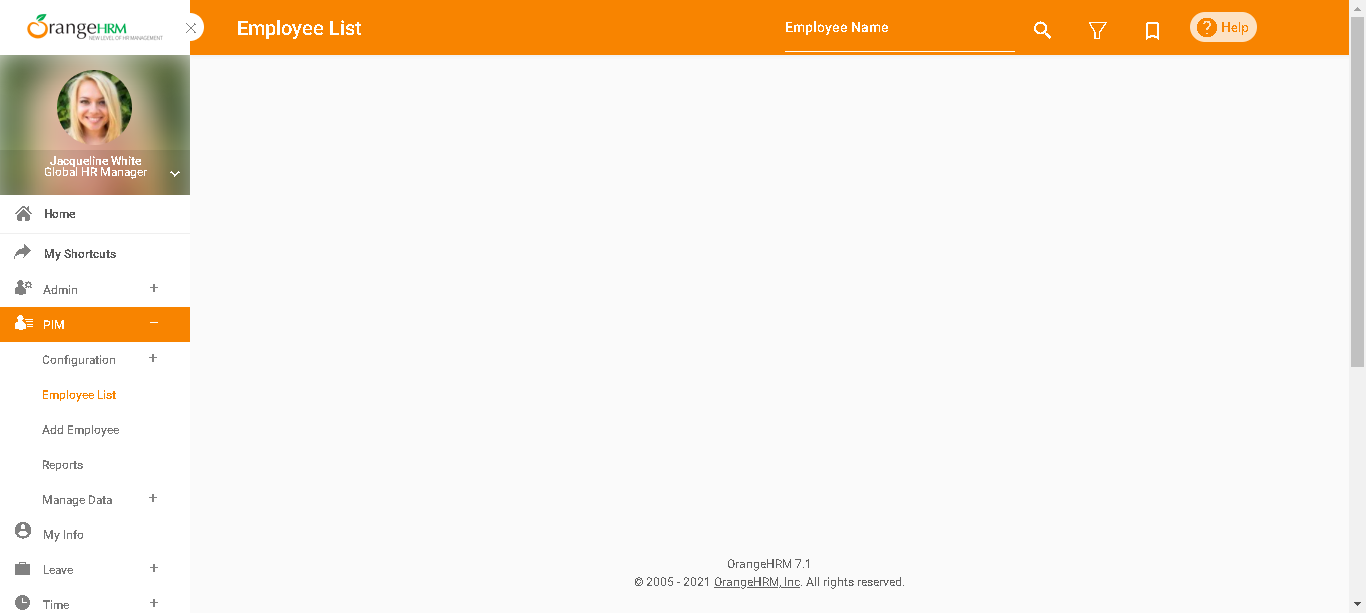 OrangeHRM
NEW LEVEL OF HR MANAGEMENT
Employee List
Employee Name
Help
Jacqueline White
Global HR Manager
Home
My Shortcuts
Admin
PIM
Configuration
Employee List
Add Employee
Reports
Manage Data
My Info
Leave
Time
OrangeHRM 7.1
© 2005 - 2021 OrangeHRM, Inc. All rights reserved.